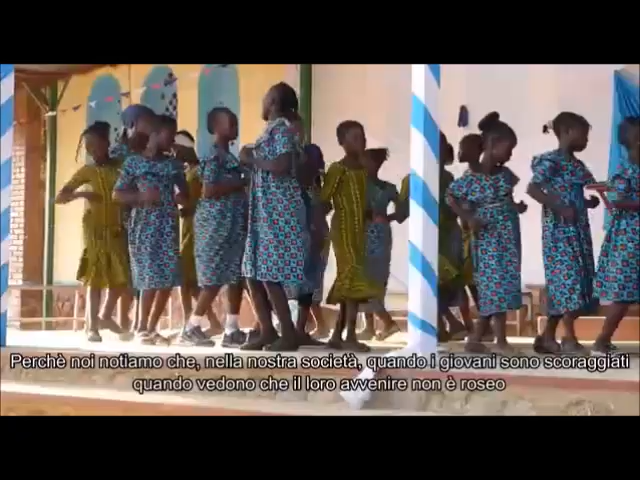 Perchè noi notiamo che, nella nostra società, quando i giovani sono scoraggiati
quando vedono che il loro avvenire non è roseo